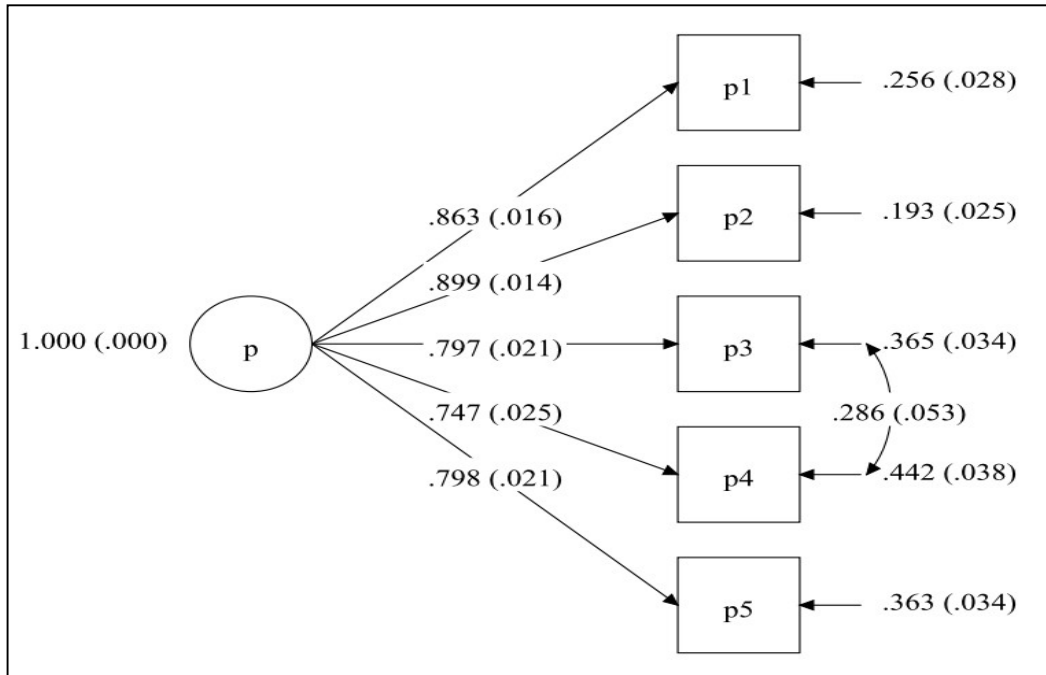 p1
.256 (.028)
.863 (.016)
p2
.193 (.025)
.899 (.014)
1.000 (.000)
p
.797 (.021)
p3
.365 (.034)
.747 (.025)
.286 (.053)
p4
.442 (.038)
.798 (.021)
p5
.363 (.034)